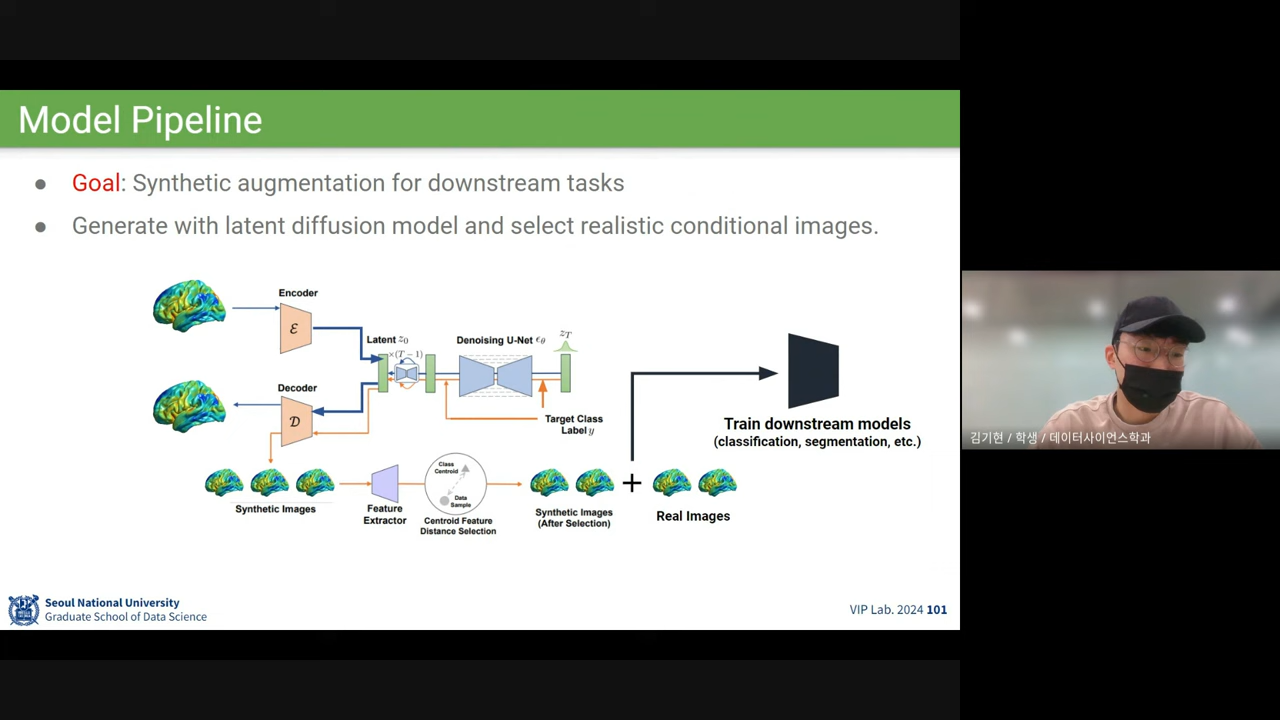 Model Pipeline
● Goal: Synthetic augmentation for downstream tasks
● Generate with latent diffusion model and select realistic conditional images.
Encoder
ℰ
Latent z₀
×(T−1)
Denoising U-Net ϵθ
z_T
Decoder
𝒟
Target Class
Label y
Class
Centroid
Data
Sample
Synthetic Images
Feature
Extractor
Centroid Feature
Distance Selection
Synthetic Images
(After Selection)
+
Real Images
Train downstream models
(classification, segmentation, etc.)
Seoul National University
Graduate School of Data Science
VIP Lab. 2024 101
김기현 / 학생 / 데이터사이언스학과